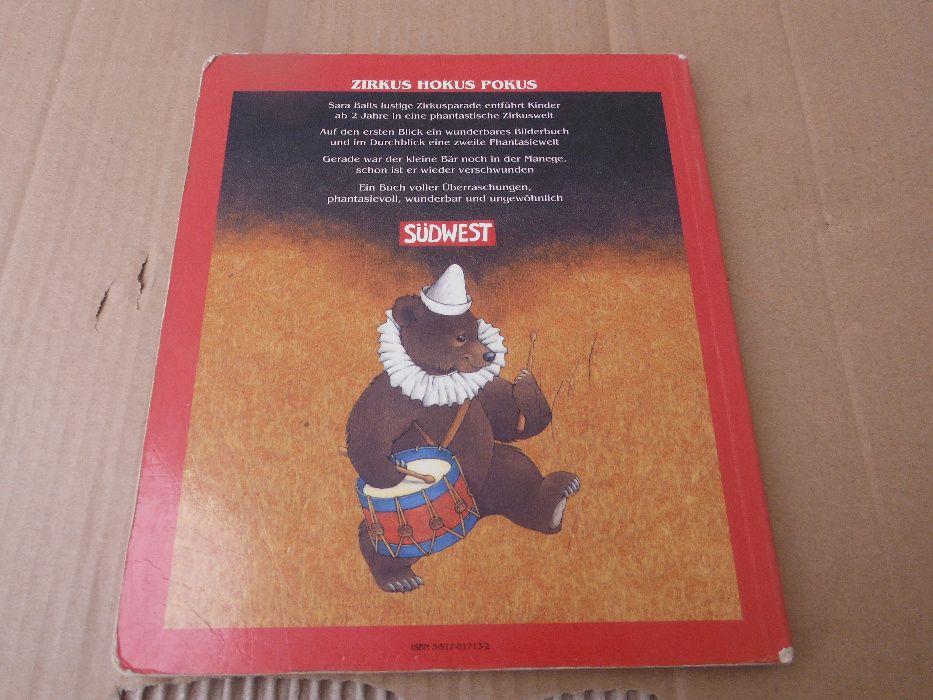 ZIRKUS HOKUS POKUS
Sara Balls lustige Zirkusparade entführt Kinder
ab 2 Jahre in eine phantastische Zirkuswelt
Auf den ersten Blick ein wunderbares Bilderbuch
und im Durchblick eine zweite Phantasiewelt
Gerade war der kleine Bär noch in der Manege,
schon ist er wieder verschwunden
Ein Buch voller Überraschungen,
phantasievoll, wunderbar und ungewöhnlich
SÜDWEST
ISBN 3-517-01713-2